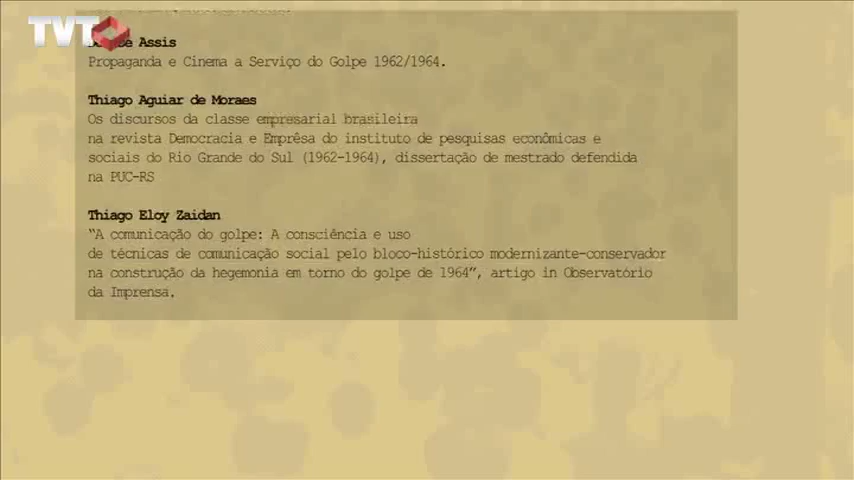 TVT
Assis
Propaganda e Cinema a Serviço do Golpe 1962/1964.
Thiago Aguiar de Moraes
Os discursos da classe empresarial brasileira
na revista Democracia e Emprêsa do instituto de pesquisas econômicas e
sociais do Rio Grande do Sul (1962-1964), dissertação de mestrado defendida
na PUC-RS
Thiago Eloy Zaidan
“A comunicação do golpe: A consciência e uso
de técnicas de comunicação social pelo bloco-histórico modernizante-conservador
na construção da hegemonia em torno do golpe de 1964”, artigo in Observatório
da Imprensa.